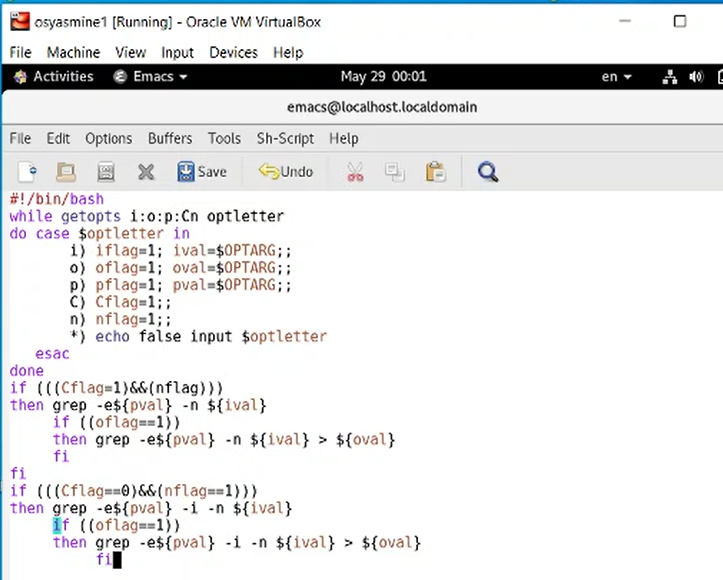 osyasmine1 [Running] - Oracle VM VirtualBox
File Machine View Input Devices Help
Activities Emacs May 29 00:01 en
emacs@localhost.localdomain
File Edit Options Buffers Tools Sh-Script Help
Save Undo
#!/bin/bash
while getopts i:o:p:Cn optletter
do case $optletter in
i) iflag=1; ival=$OPTARG;;
o) oflag=1; oval=$OPTARG;;
p) pflag=1; pval=$OPTARG;;
C) Cflag=1;;
n) nflag=1;;
*) echo false input $optletter
esac
done
if (((Cflag=1)&&(nflag)))
then grep -e${pval} -n ${ival}
if ((oflag==1))
then grep -e${pval} -n ${ival} > ${oval}
fi
fi
if (((Cflag==0)&&(nflag==1)))
then grep -e${pval} -i -n ${ival}
if ((oflag==1))
then grep -e${pval} -i -n ${ival} > ${oval}
fi